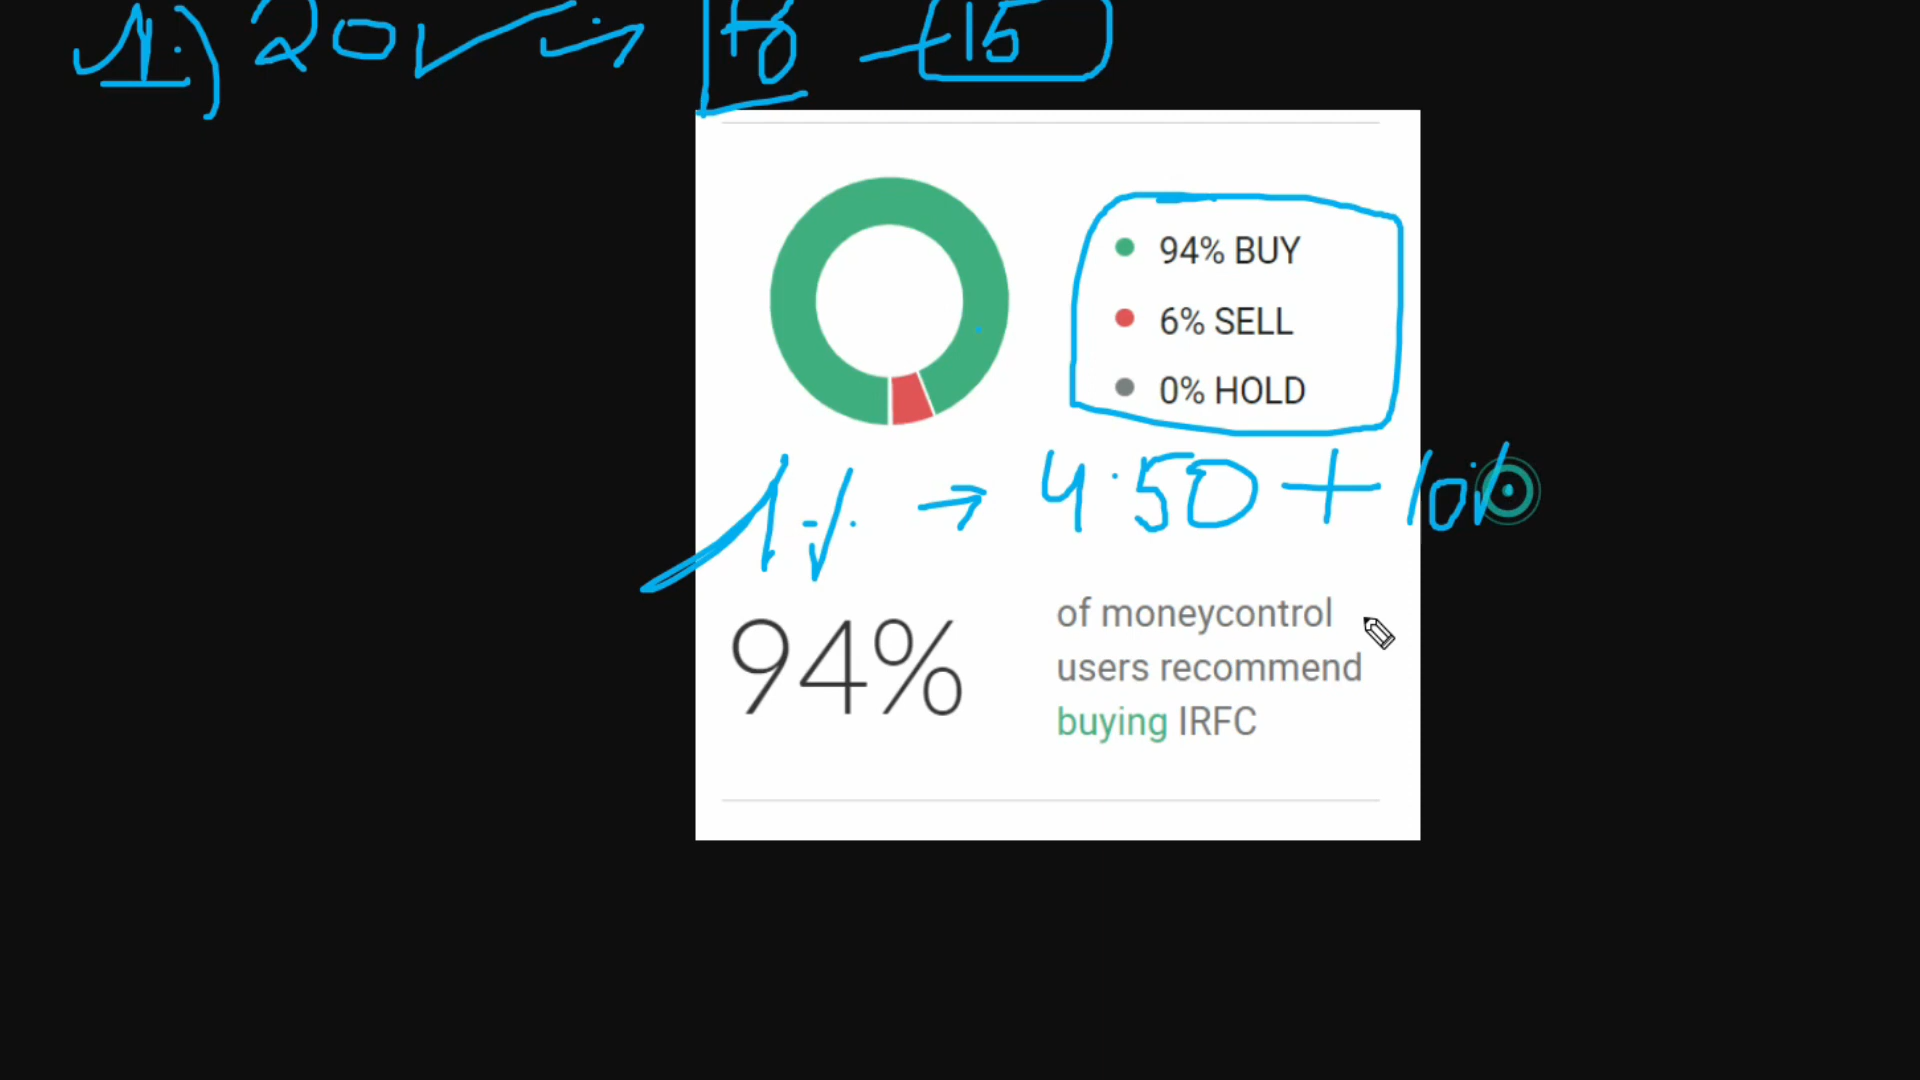 1.) 20
15
94% BUY
6% SELL
0% HOLD
1% → 4.50 + 10%
94%
of moneycontrol
users recommend
buying IRFC